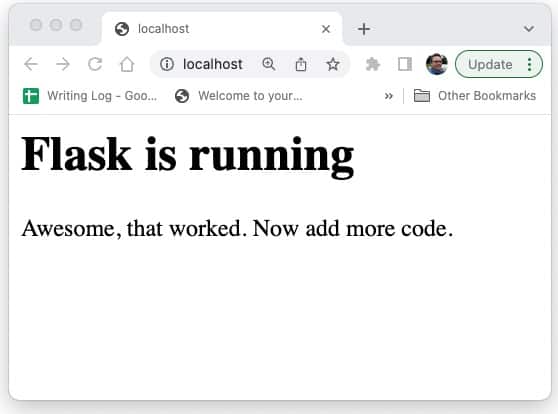 localhost
localhost
Update
Writing Log - Goo...
Welcome to your...
»
Other Bookmarks
Flask is running
Awesome, that worked. Now add more code.